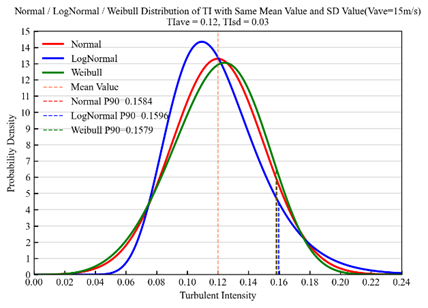 Normal / LogNormal / Weibull Distribution of TI with Same Mean Value and SD Value(Vave=15m/s)
TIave = 0.12, TIsd = 0.03
Normal
LogNormal
Weibull
Mean Value
Normal P90=0.1584
LogNormal P90=0.1596
Weibull P90=0.1579
Probability Density
15
14
13
12
11
10
9
8
7
6
5
4
3
2
1
0
0.00 0.02 0.04 0.06 0.08 0.10 0.12 0.14 0.16 0.18 0.20 0.22 0.24
Turbulent Intensity